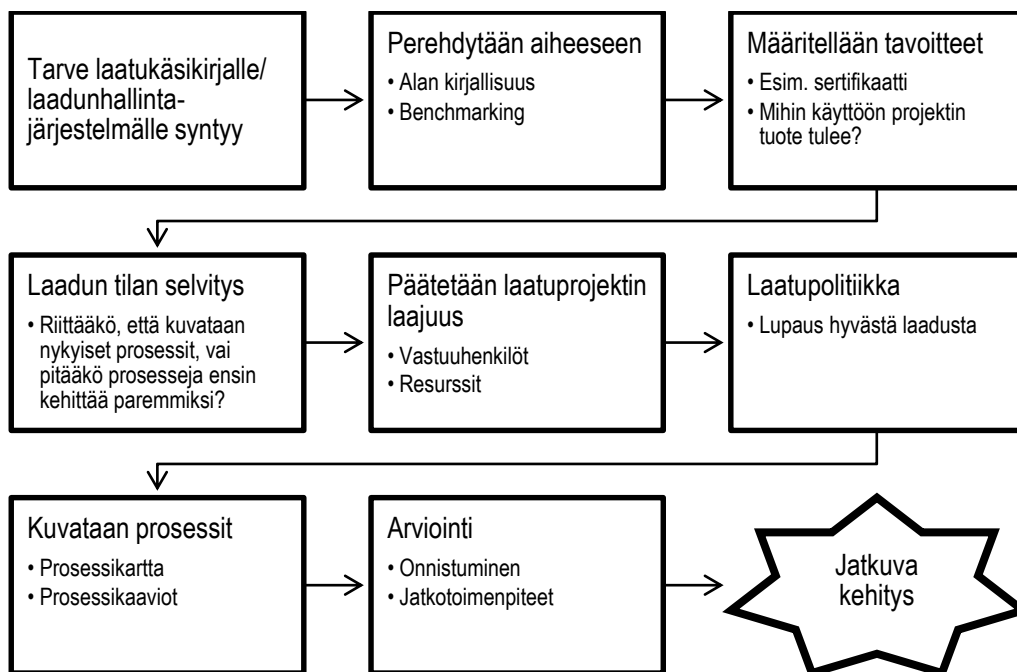 Tarve laatukäsikirjalle/
laadunhallinta-
järjestelmälle syntyy
Perehdytään aiheeseen
• Alan kirjallisuus
• Benchmarking
Määritellään tavoitteet
• Esim. sertifikaatti
• Mihin käyttöön projektin
tuote tulee?
Laadun tilan selvitys
• Riittääkö, että kuvataan
nykyiset prosessit, vai
pitääkö prosesseja ensin
kehittää paremmiksi?
Päätetään laatuprojektin
laajuus
• Vastuuhenkilöt
• Resurssit
Laatupolitiikka
• Lupaus hyvästä laadusta
Kuvataan prosessit
• Prosessikartta
• Prosessikaaviot
Arviointi
• Onnistuminen
• Jatkotoimenpiteet
Jatkuva
kehitys